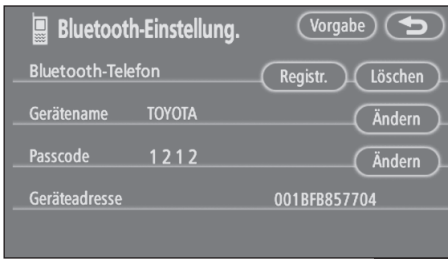 Bluetooth-Einstellung. Vorgabe
Bluetooth-Telefon Registr. Löschen
Gerätename TOYOTA Ändern
Passcode 1212 Ändern
Geräteadresse 001BFB857704